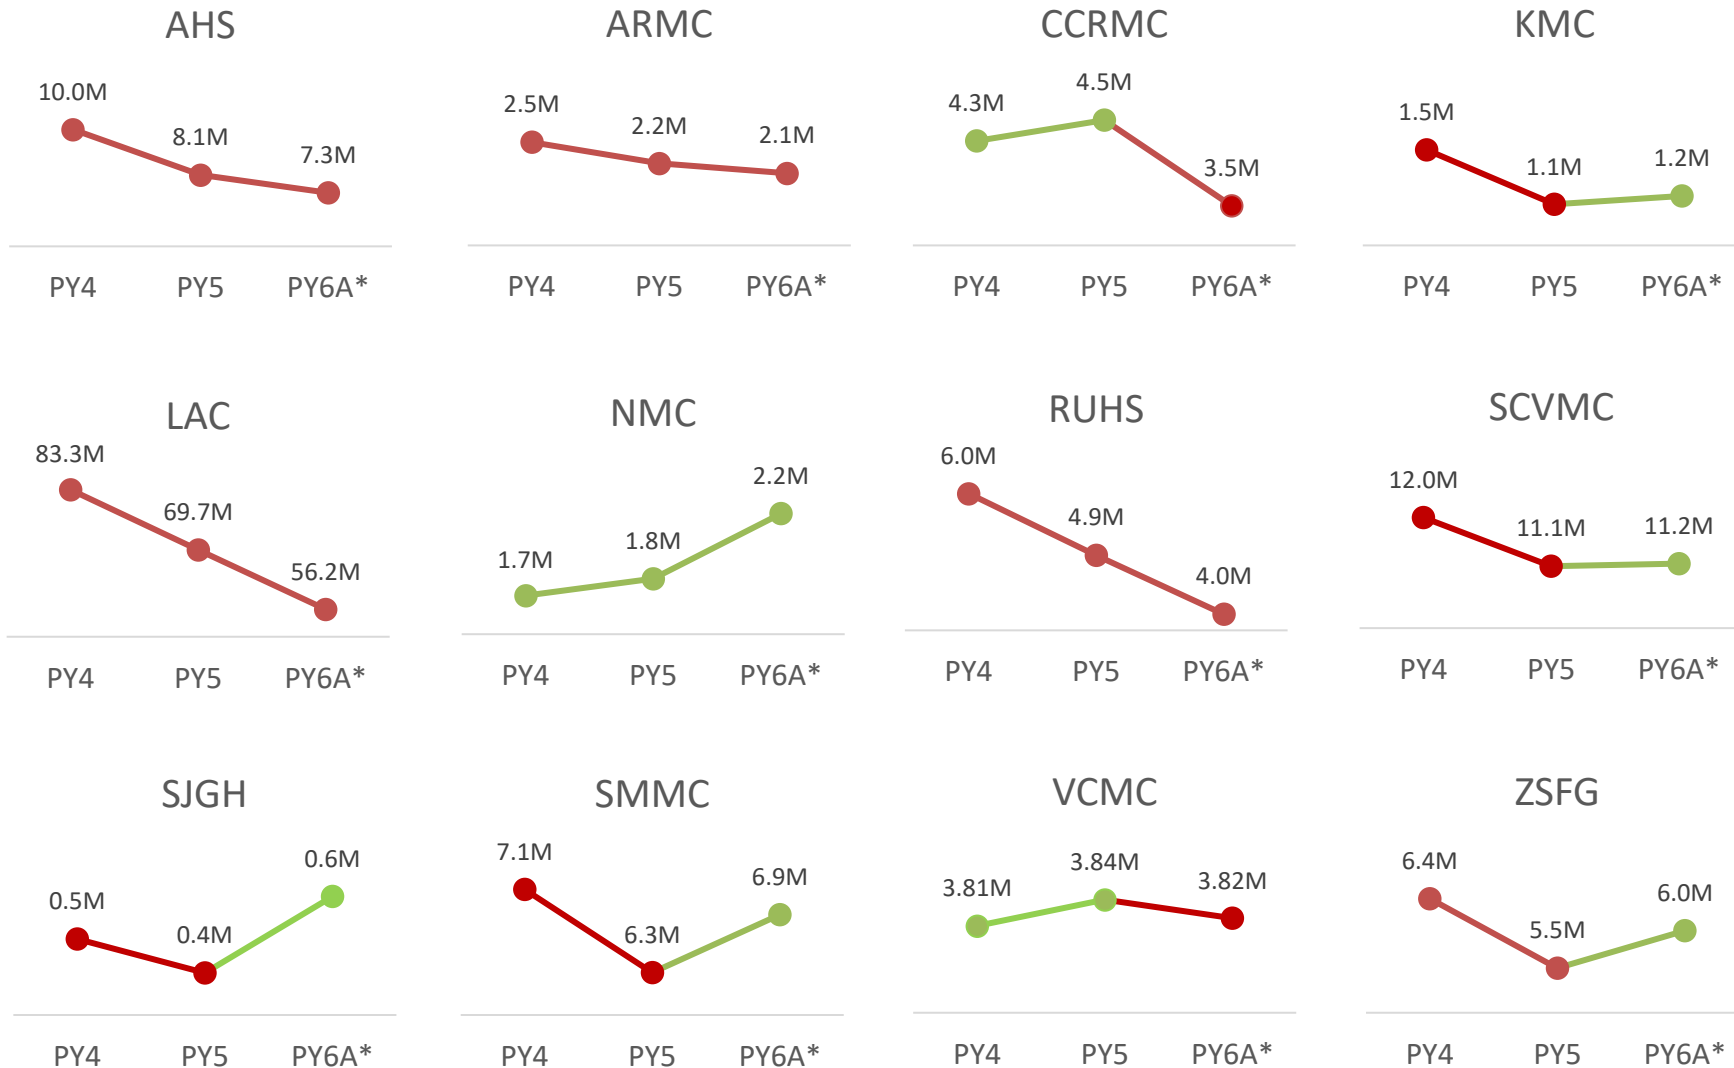 AHS
10.0M
8.1M
7.3M
PY4 PY5 PY6A*
ARMC
2.5M
2.2M
2.1M
PY4 PY5 PY6A*
CCRMC
4.3M
4.5M
3.5M
PY4 PY5 PY6A*
KMC
1.5M
1.1M
1.2M
PY4 PY5 PY6A*
LAC
83.3M
69.7M
56.2M
PY4 PY5 PY6A*
NMC
1.7M
1.8M
2.2M
PY4 PY5 PY6A*
RUHS
6.0M
4.9M
4.0M
PY4 PY5 PY6A*
SCVMC
12.0M
11.1M
11.2M
PY4 PY5 PY6A*
SJGH
0.5M
0.4M
0.6M
PY4 PY5 PY6A*
SMMC
7.1M
6.3M
6.9M
PY4 PY5 PY6A*
VCMC
3.81M
3.84M
3.82M
PY4 PY5 PY6A*
ZSFG
6.4M
5.5M
6.0M
PY4 PY5 PY6A*